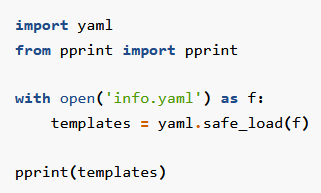 import yaml
from pprint import pprint

with open('info.yaml') as f:
    templates = yaml.safe_load(f)

pprint(templates)